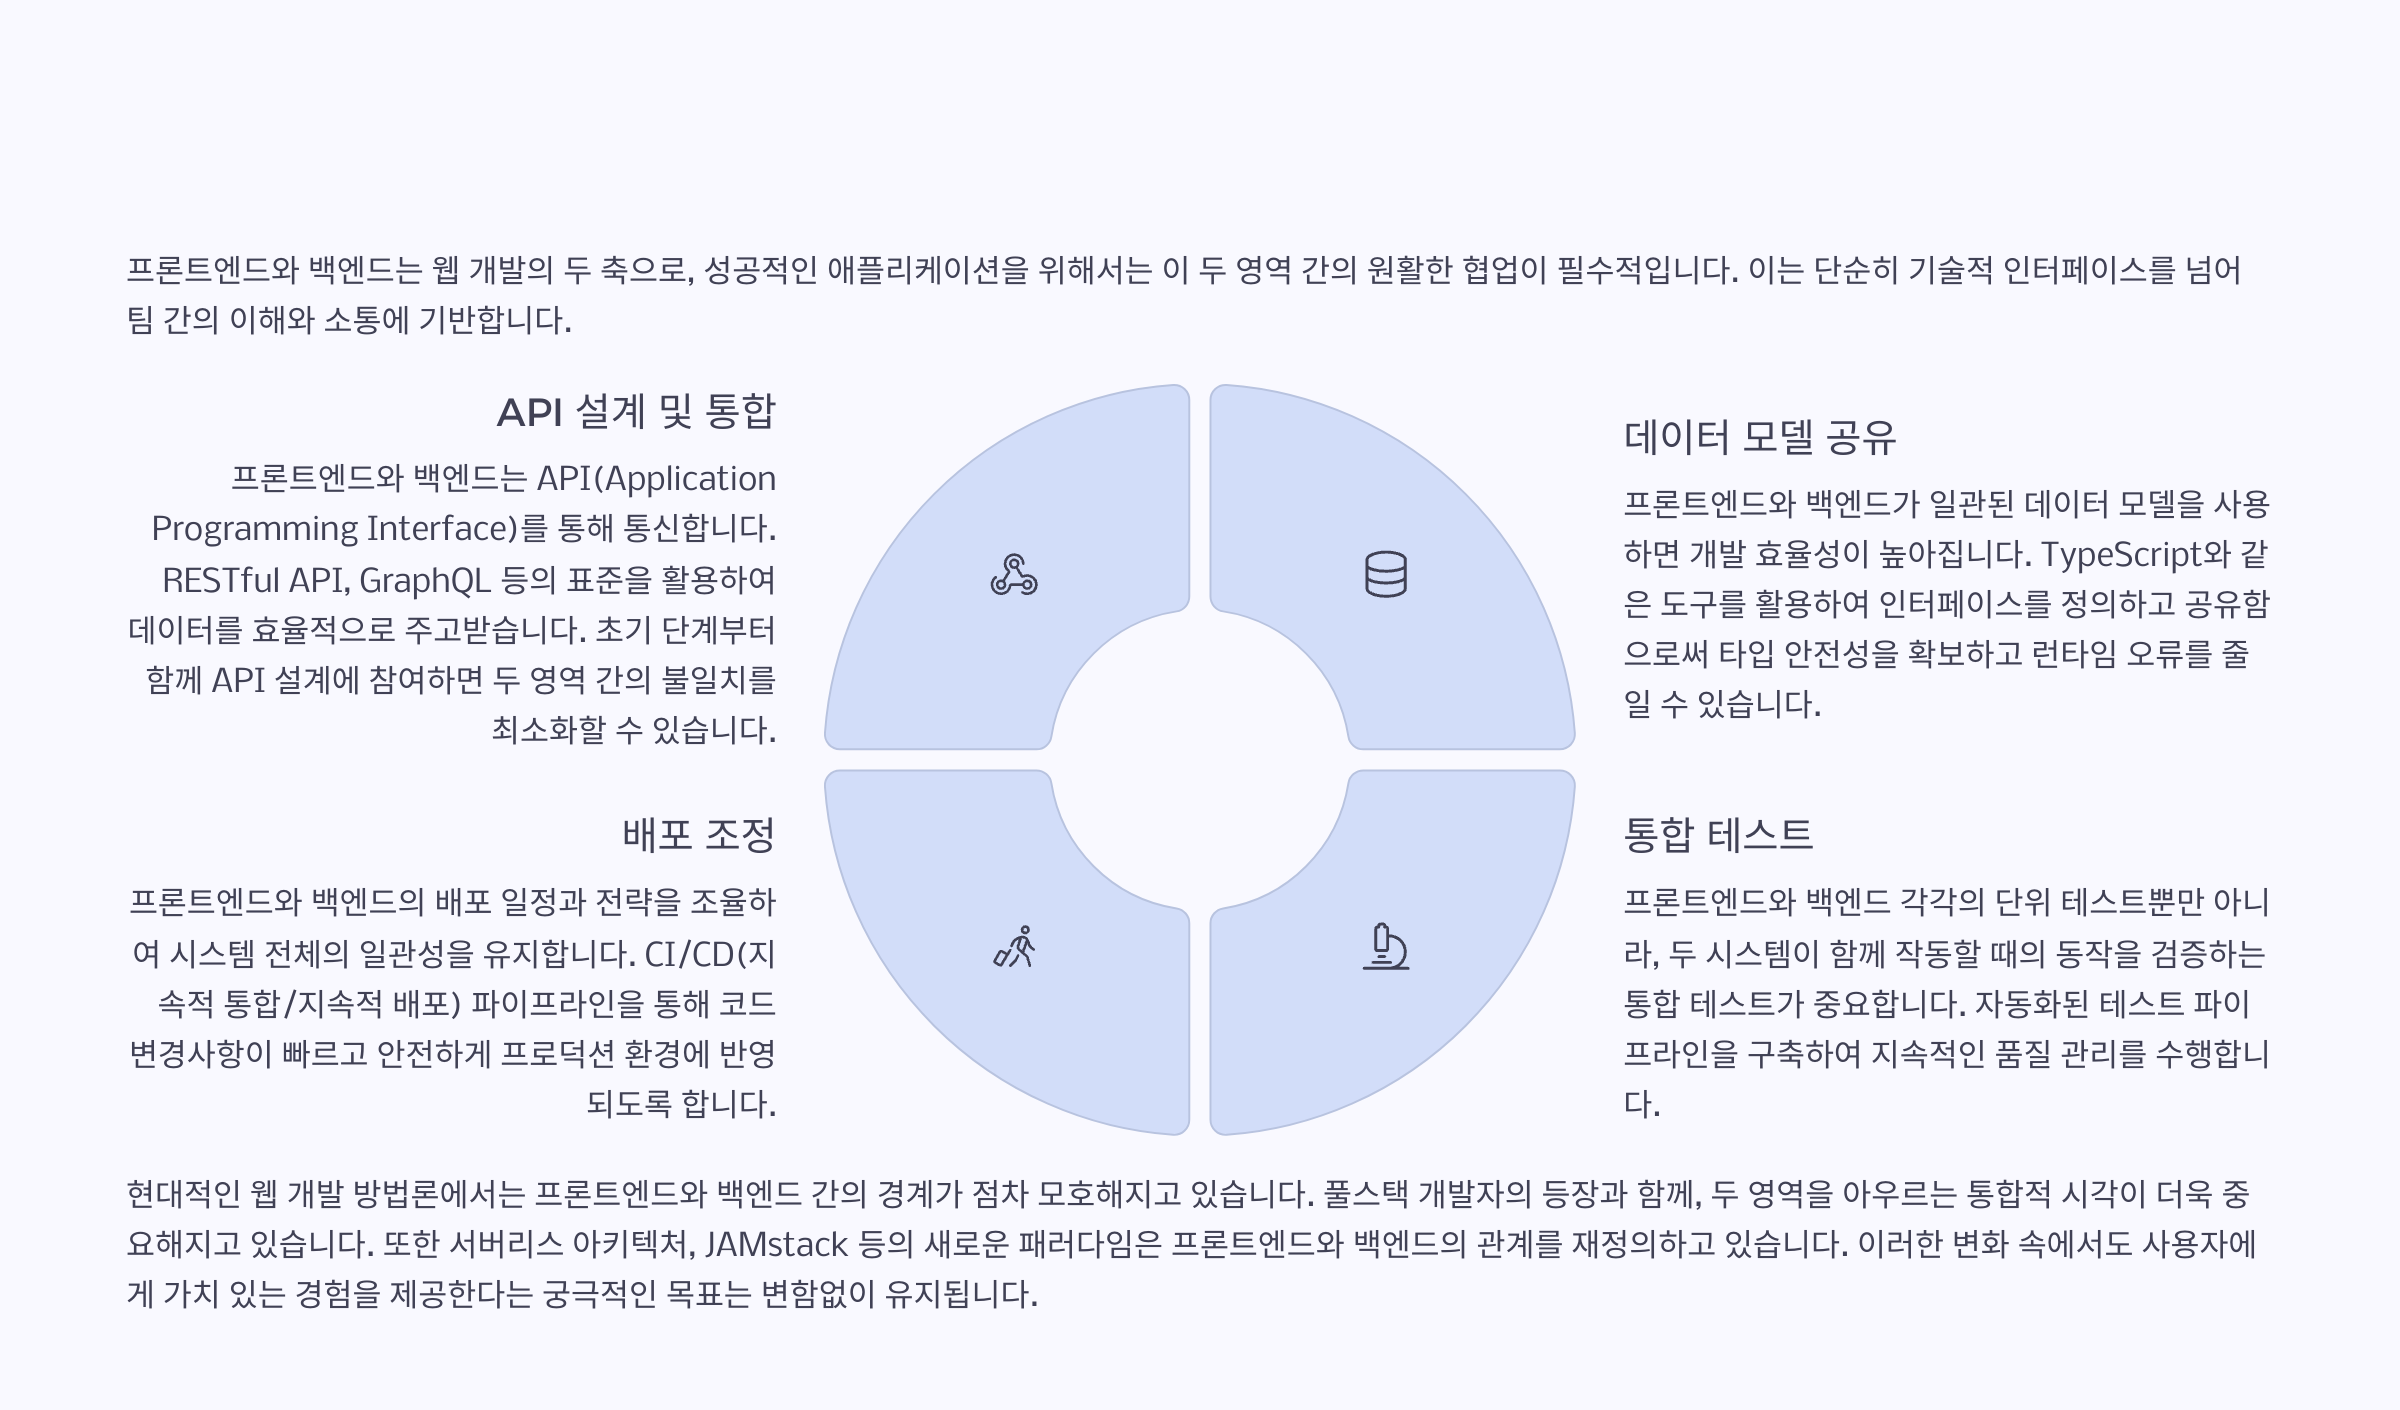 프론트엔드와 백엔드는 웹 개발의 두 축으로, 성공적인 애플리케이션을 위해서는 이 두 영역 간의 원활한 협업이 필수적입니다. 이는 단순히 기술적 인터페이스를 넘어
팀 간의 이해와 소통에 기반합니다.
API 설계 및 통합
프론트엔드와 백엔드는 API(Application
Programming Interface)를 통해 통신합니다.
RESTful API, GraphQL 등의 표준을 활용하여
데이터를 효율적으로 주고받습니다. 초기 단계부터
함께 API 설계에 참여하면 두 영역 간의 불일치를
최소화할 수 있습니다.
데이터 모델 공유
프론트엔드와 백엔드가 일관된 데이터 모델을 사용
하면 개발 효율성이 높아집니다. TypeScript와 같
은 도구를 활용하여 인터페이스를 정의하고 공유함
으로써 타입 안전성을 확보하고 런타임 오류를 줄
일 수 있습니다.
배포 조정
프론트엔드와 백엔드의 배포 일정과 전략을 조율하
여 시스템 전체의 일관성을 유지합니다. CI/CD(지
속적 통합/지속적 배포) 파이프라인을 통해 코드
변경사항이 빠르고 안전하게 프로덕션 환경에 반영
되도록 합니다.
통합 테스트
프론트엔드와 백엔드 각각의 단위 테스트뿐만 아니
라, 두 시스템이 함께 작동할 때의 동작을 검증하는
통합 테스트가 중요합니다. 자동화된 테스트 파이
프라인을 구축하여 지속적인 품질 관리를 수행합니
다.
현대적인 웹 개발 방법론에서는 프론트엔드와 백엔드 간의 경계가 점차 모호해지고 있습니다. 풀스택 개발자의 등장과 함께, 두 영역을 아우르는 통합적 시각이 더욱 중
요해지고 있습니다. 또한 서버리스 아키텍처, JAMstack 등의 새로운 패러다임은 프론트엔드와 백엔드의 관계를 재정의하고 있습니다. 이러한 변화 속에서도 사용자에
게 가치 있는 경험을 제공한다는 궁극적인 목표는 변함없이 유지됩니다.